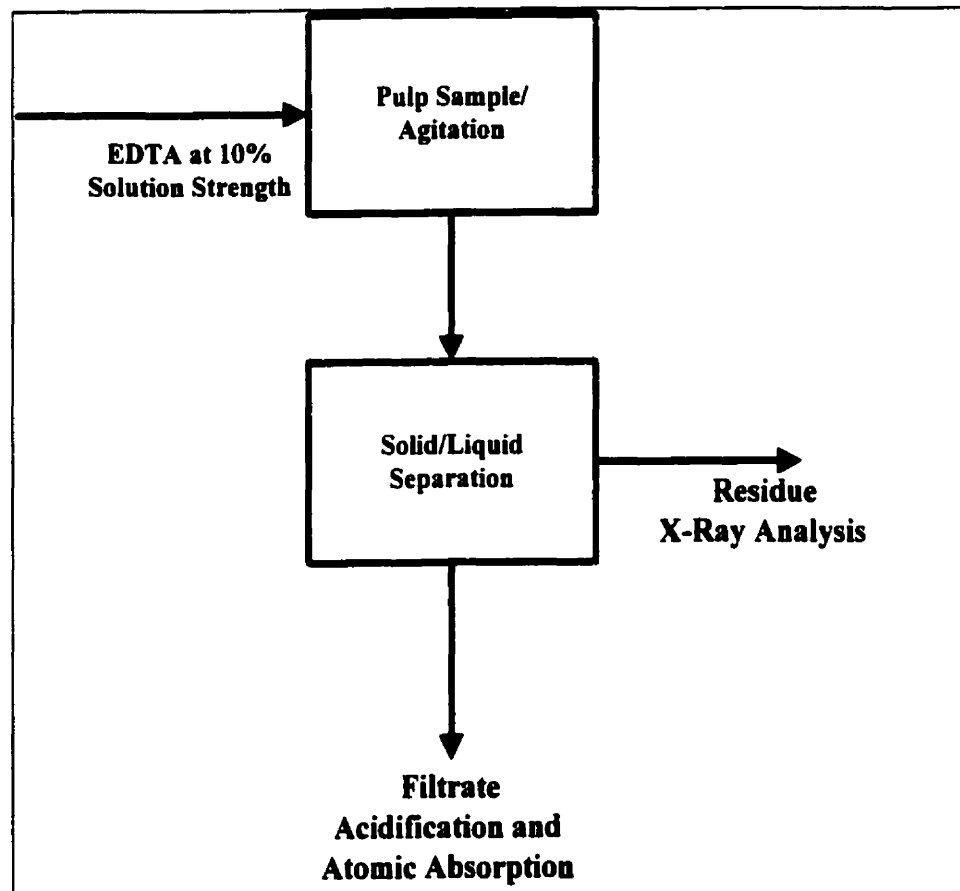 Pulp Sample/
Agitation
EDTA at 10%
Solution Strength
Solid/Liquid
Separation
Residue
X-Ray Analysis
Filtrate
Acidification and
Atomic Absorption